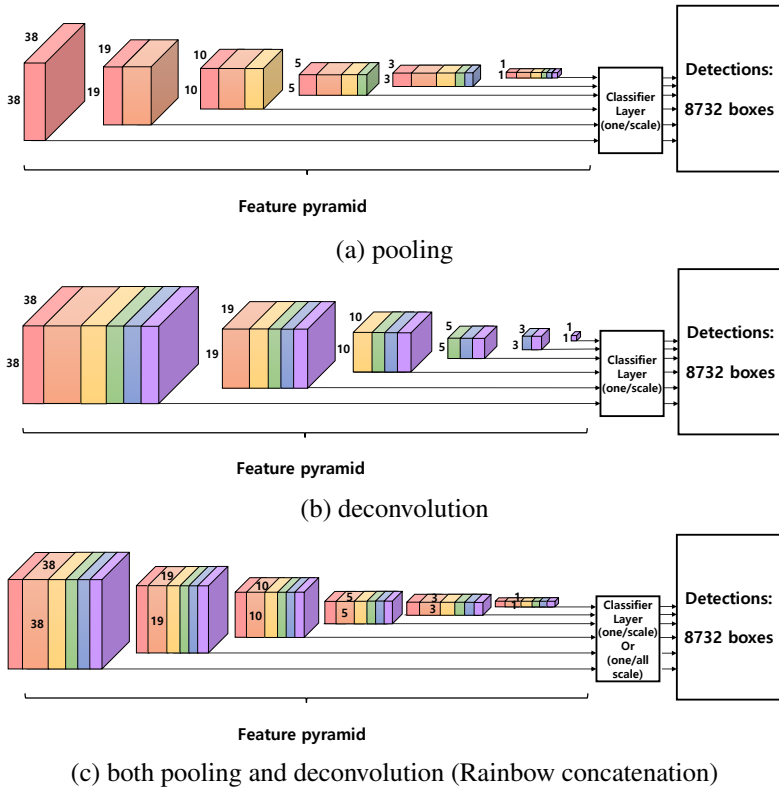 38
38
19
19
10
10
5
5
3
3
1
1
Classifier
Layer
(one/scale)
Detections:
8732 boxes
Feature pyramid
(a) pooling
38
38
19
19
10
10
5
5
3
3
1
1
Classifier
Layer
(one/scale)
Detections:
8732 boxes
Feature pyramid
(b) deconvolution
38
38
19
19
10
10
5
5
3
3
1
1
Classifier
Layer
(one/scale)
Or
(one/all
scale)
Detections:
8732 boxes
Feature pyramid
(c) both pooling and deconvolution (Rainbow concatenation)